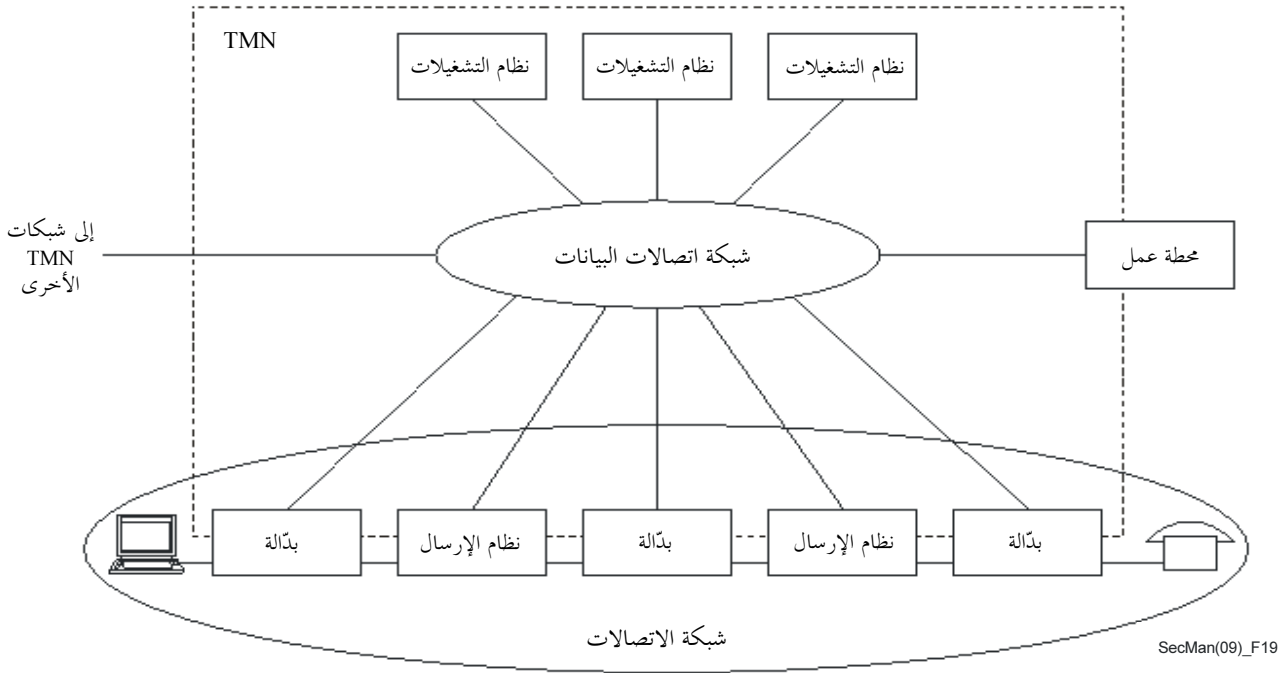 TMN
نظام التشغيلات
نظام التشغيلات
نظام التشغيلات
إلى شبكات
TMN
الأخرى
شبكة اتصالات البيانات
محطة عمل
بدّالة
نظام الإرسال
بدّالة
نظام الإرسال
بدّالة
شبكة الاتصالات
SecMan(09)_F19